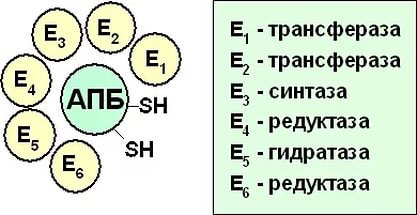 E₃
E₂
E₁
E₄
АПБ
SH
SH
E₅
E₆
E₁ - трансфераза
E₂ - трансфераза
E₃ - синтаза
E₄ - редуктаза
E₅ - гидратаза
E₆ - редуктаза